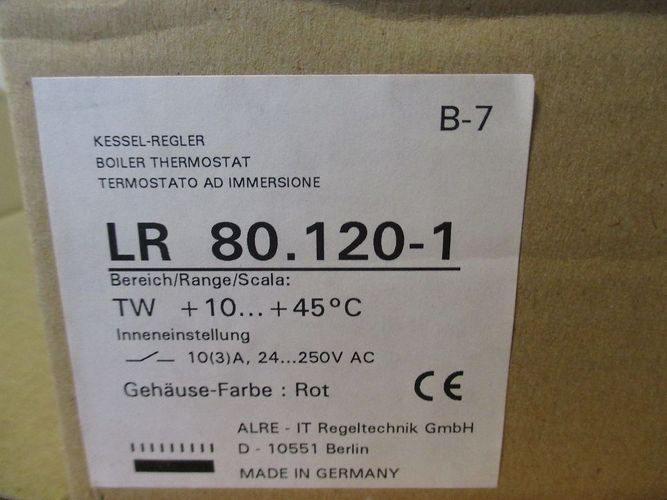 B-7
KESSEL-REGLER
BOILER THERMOSTAT
TERMOSTATO AD IMMERSIONE
LR 80.120-1
Bereich/Range/Scala:
TW +10...+45°C
Inneneinstellung
10(3)A, 24...250V AC
Gehäuse-Farbe : Rot CE
ALRE - IT Regeltechnik GmbH
D - 10551 Berlin
MADE IN GERMANY